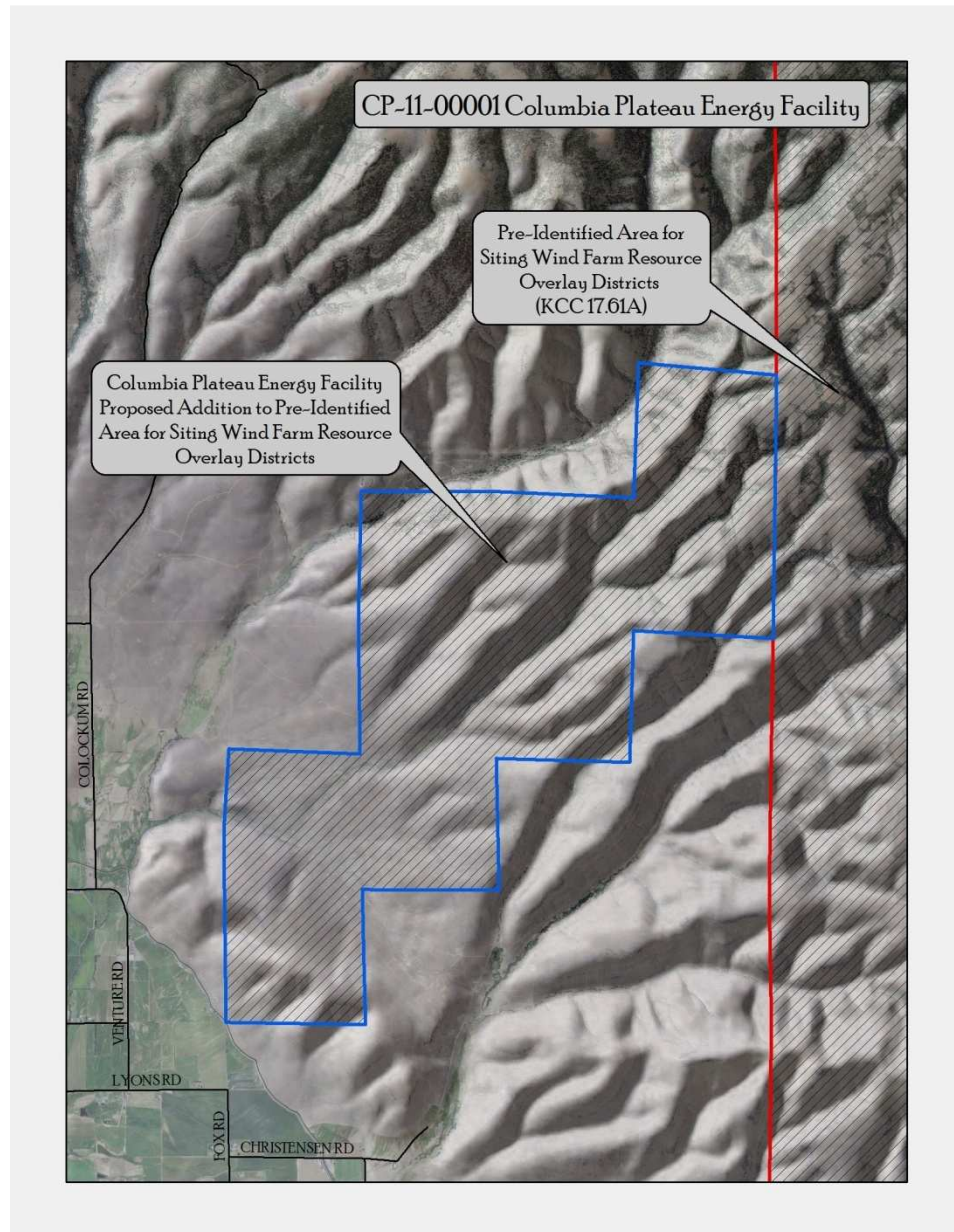 CP-11-00001 Columbia Plateau Energy Facility
Pre-Identified Area for
Siting Wind Farm Resource
Overlay Districts
(KCC 17.61A)
Columbia Plateau Energy Facility
Proposed Addition to Pre-Identified
Area for Siting Wind Farm Resource
Overlay Districts
COLOCKUM RD
VENTURE RD
LYONS RD
FOX RD
CHRISTENSEN RD